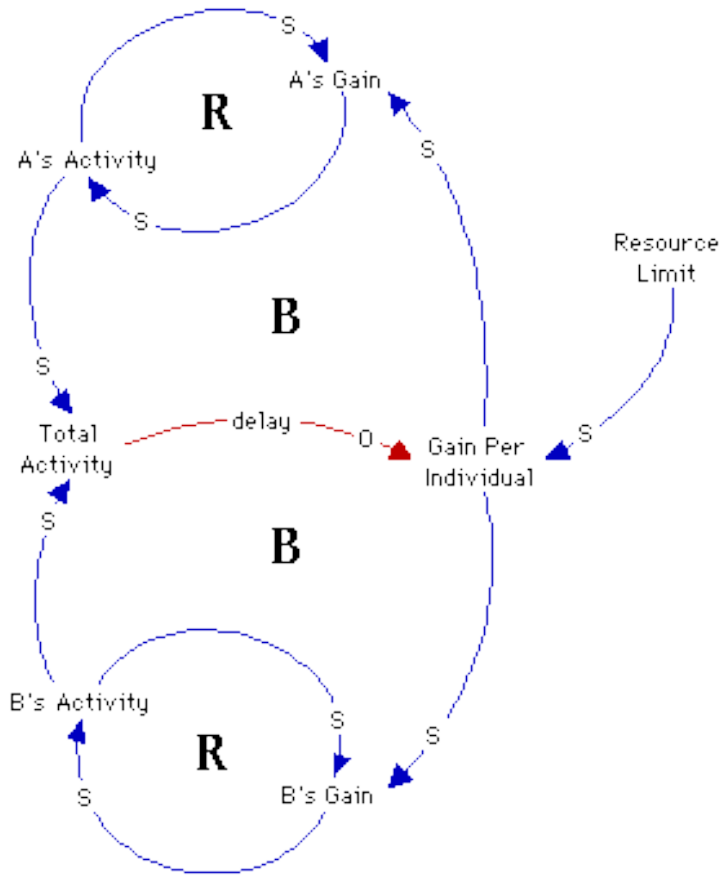 S
A's Gain
R
A's Activity
S
S
Resource
Limit
S
B
S
delay
O
S
Total
Activity
Gain Per
Individual
S
B
B's Activity
S
S
R
S
B's Gain